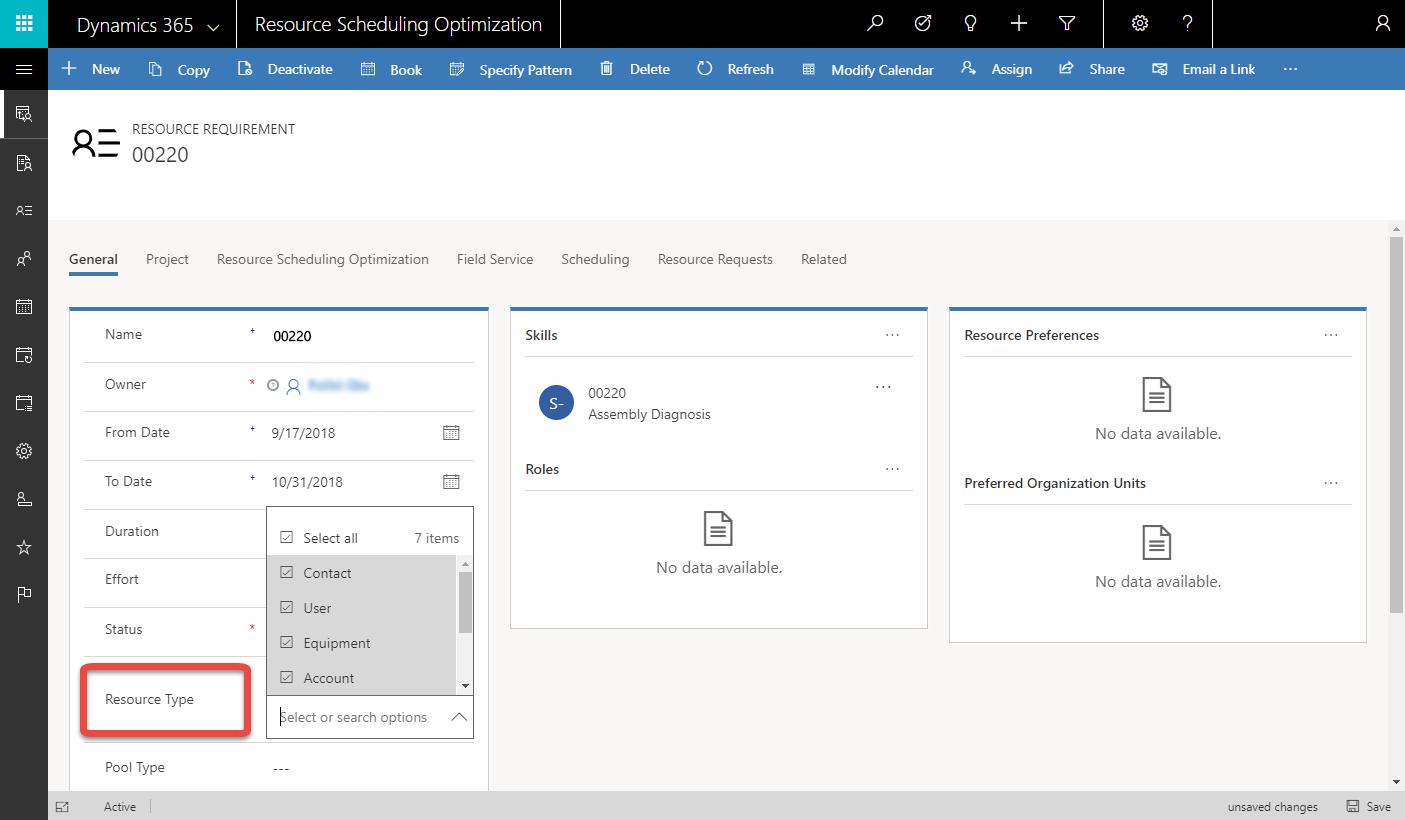 Dynamics 365
Resource Scheduling Optimization
New
Copy
Deactivate
Book
Specify Pattern
Delete
Refresh
Modify Calendar
Assign
Share
Email a Link
...
RESOURCE REQUIREMENT
00220
General
Project
Resource Scheduling Optimization
Field Service
Scheduling
Resource Requests
Related
Name + 00220
Owner *
From Date + 9/17/2018
To Date + 10/31/2018
Duration
Effort
Status *
Resource Type
Select all 7 items
Contact
User
Equipment
Account
Select or search options
Pool Type ---
Skills ...
S-
00220 ...
Assembly Diagnosis
Roles ...
No data available.
Resource Preferences ...
No data available.
Preferred Organization Units ...
No data available.
Active
unsaved changes
Save